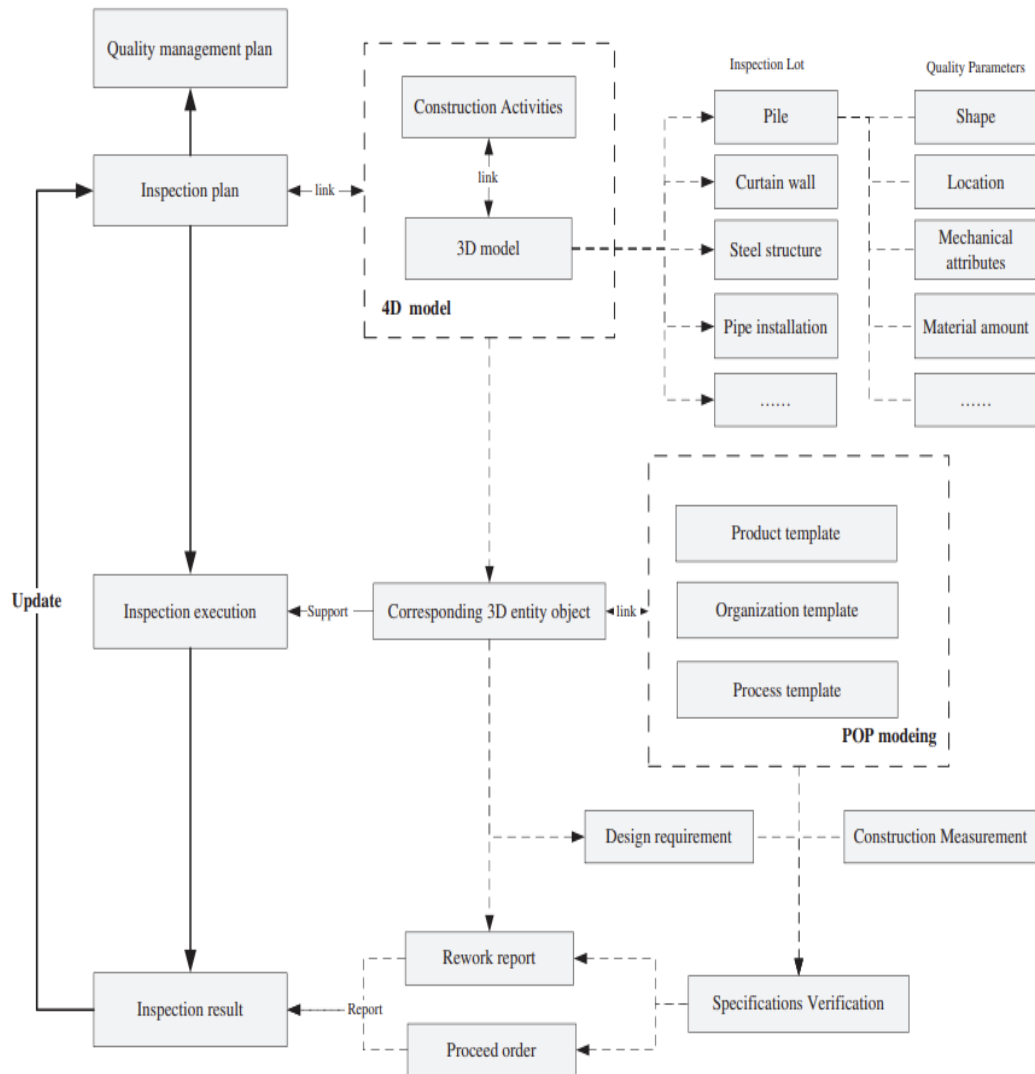 Quality management plan
Inspection Lot
Quality Parameters
Construction Activities
Pile
Shape
link
Inspection plan
link
Curtain wall
Location
3D model
Steel structure
Mechanical
attributes
4D model
Pipe installation
Material amount
......
......
Product template
Update
Inspection execution
Support
Corresponding 3D entity object
link
Organization template
Process template
POP modeing
Design requirement
Construction Measurement
Rework report
Inspection result
Report
Specifications Verification
Proceed order